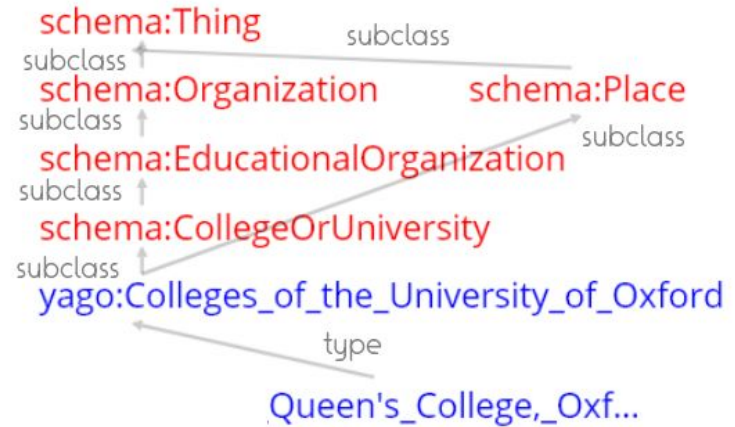 schema:Thing
subclass
subclass
schema:Organization schema:Place
subclass
subclass
schema:EducationalOrganization
subclass
schema:CollegeOrUniversity
subclass
yago:Colleges_of_the_University_of_Oxford
type
Queen's_College,_Oxf...